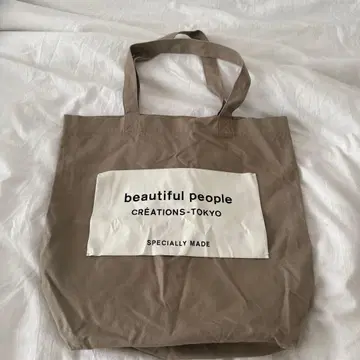 beautiful people
CRÉATIONS-TOKYO
SPECIALLY MADE